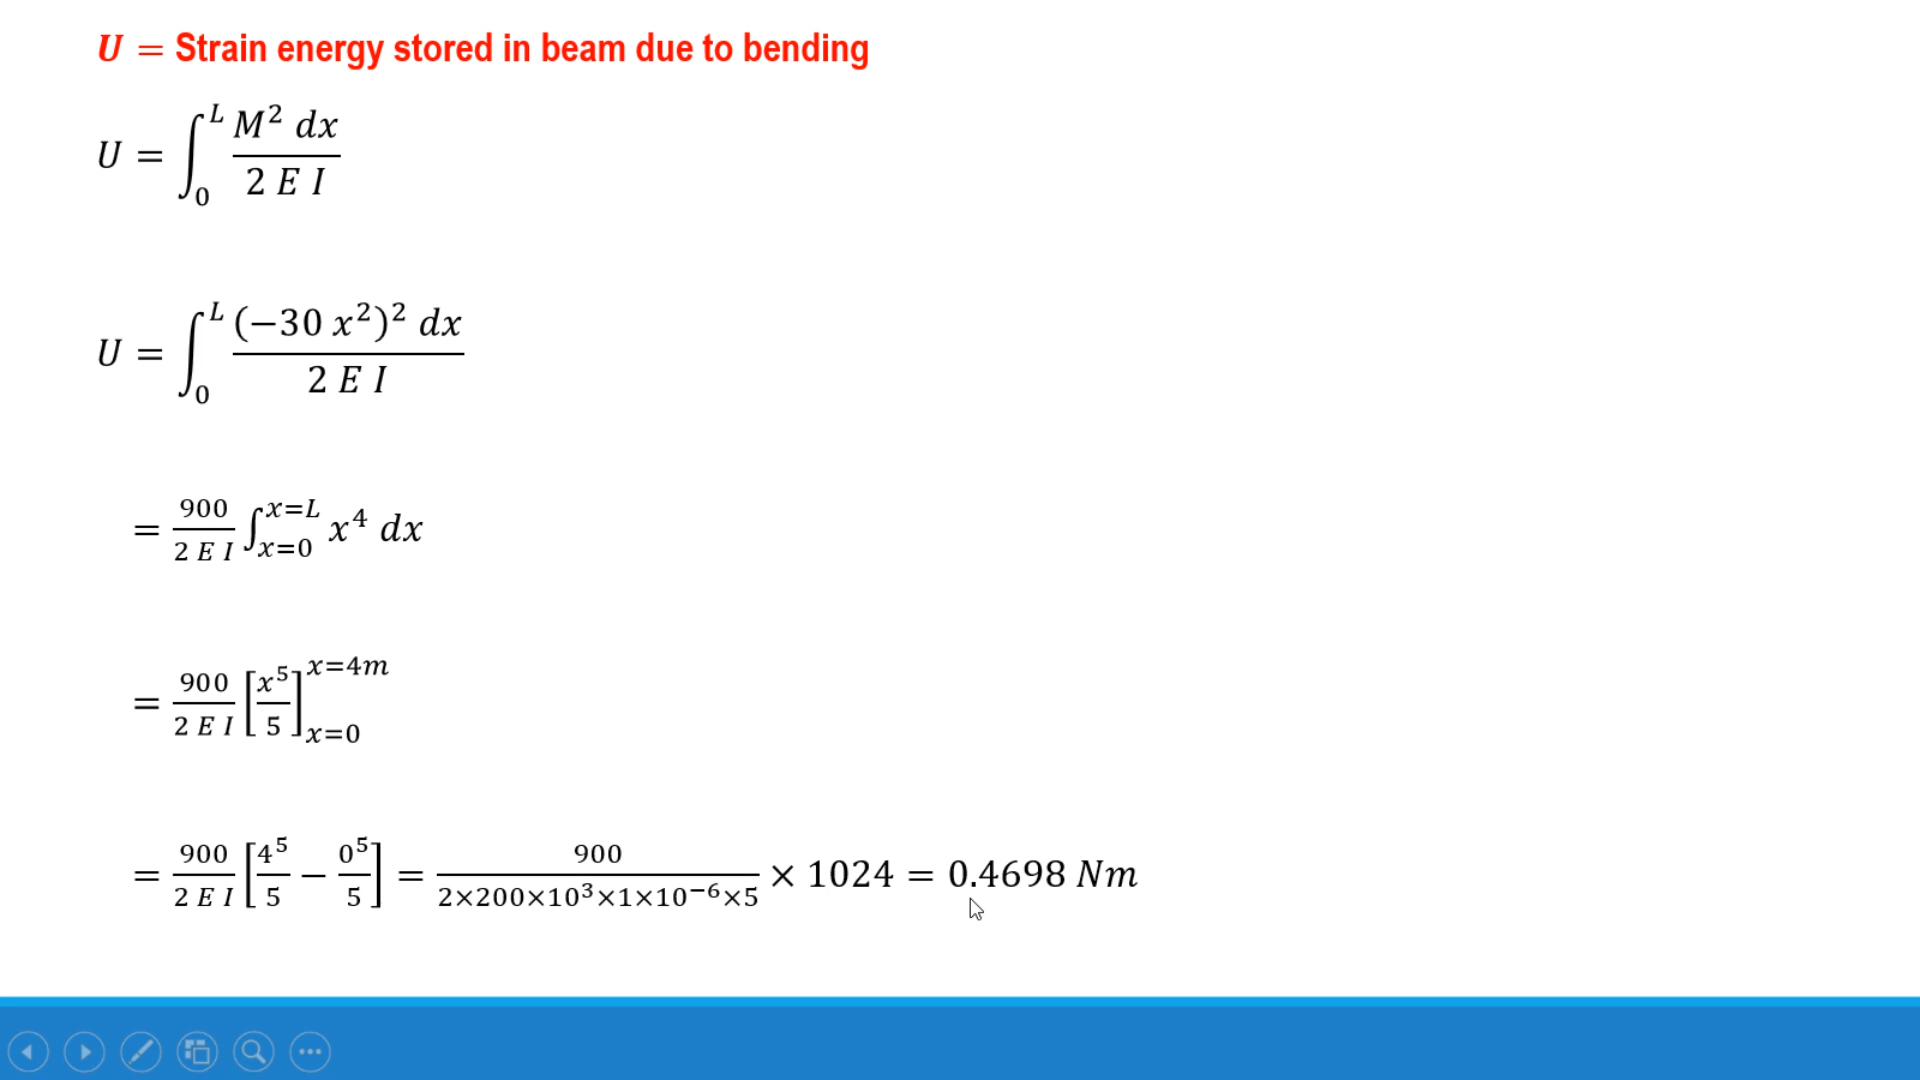 U = Strain energy stored in beam due to bending
U = ∫₀ᴸ M² dx / 2 E I
U = ∫₀ᴸ (−30 x²)² dx / 2 E I
= 900 / 2 E I ∫_{x=0}^{x=L} x⁴ dx
= 900 / 2 E I [x⁵ / 5]_{x=0}^{x=4m}
= 900 / 2 E I [4⁵ / 5 − 0⁵ / 5] = 900 / 2×200×10³×1×10⁻⁶×5 × 1024 = 0.4698 Nm